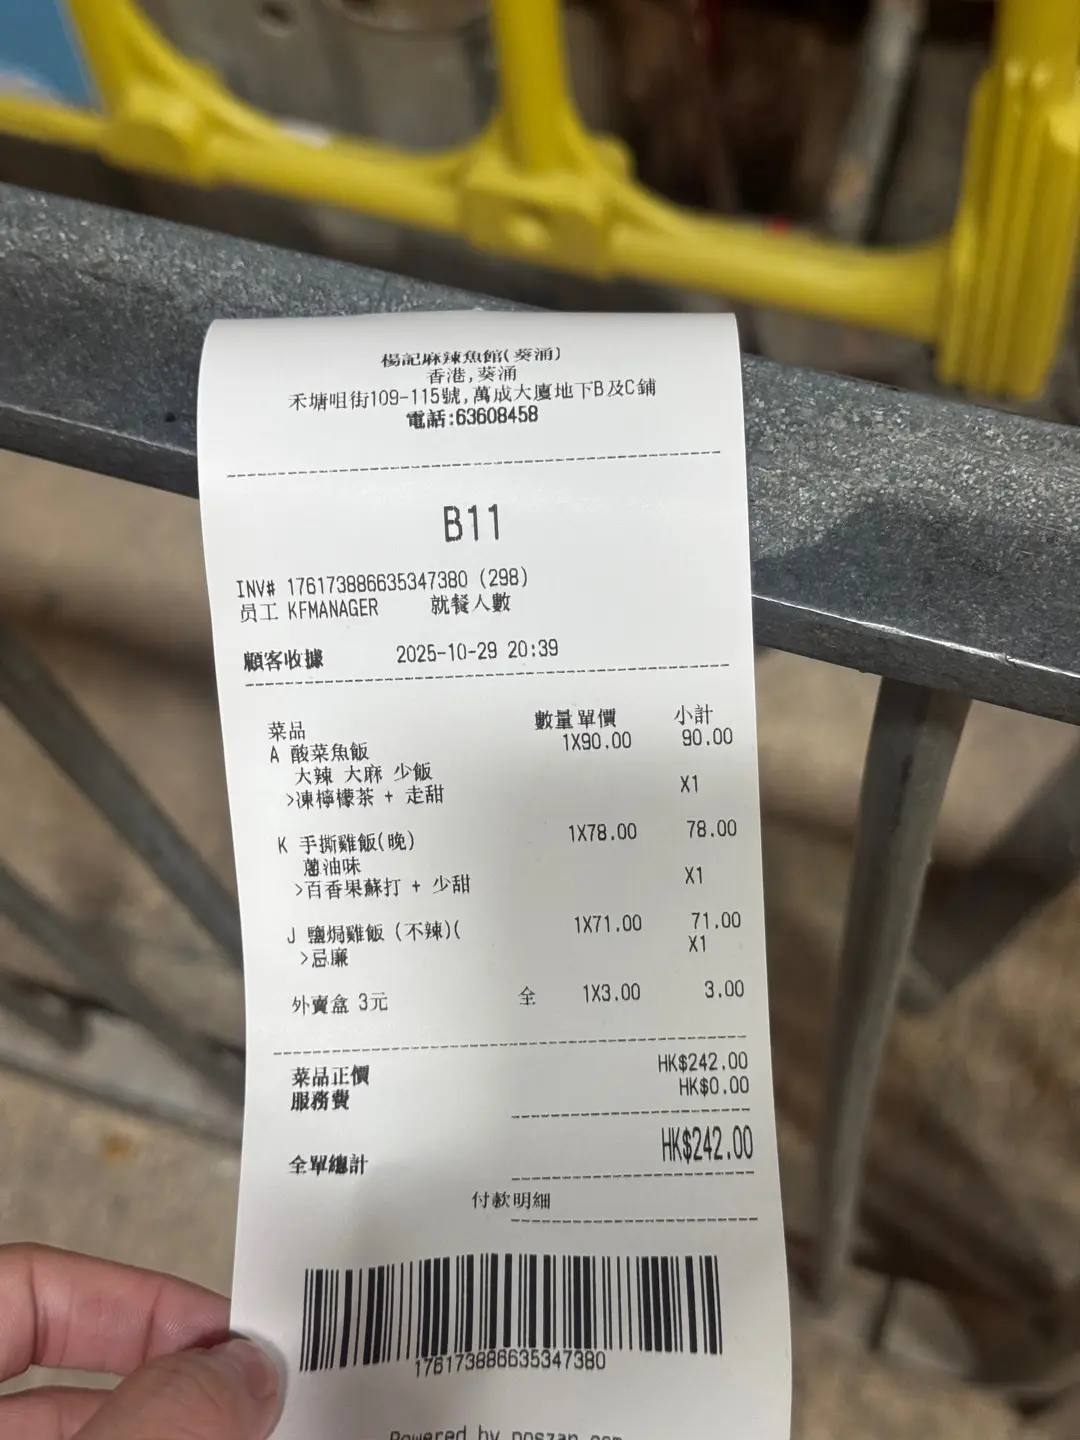 楊記麻辣魚館(葵涌)
香港,葵涌
禾塘咀街109-115號,萬成大廈地下B及C鋪
電話:63608458
B11
INV# 176173886635347380 (298)
员工 KFMANAGER 就餐人數
顧客收據 2025-10-29 20:39
菜品 數量單價 小計
A 酸菜魚飯 1X90.00 90.00
大辣 大麻 少飯
>凍檸檬茶 + 走甜 X1
K 手撕雞飯(晚) 1X78.00 78.00
蔥油味
>百香果蘇打 + 少甜 X1
J 鹽焗雞飯 (不辣)( 1X71.00 71.00
>忌廉 X1
外賣盒 3元 全 1X3.00 3.00
菜品正價 HK$242.00
服務費 HK$0.00
全單總計 HK$242.00
付款明細
176173886635347380
Powered by poszan.com